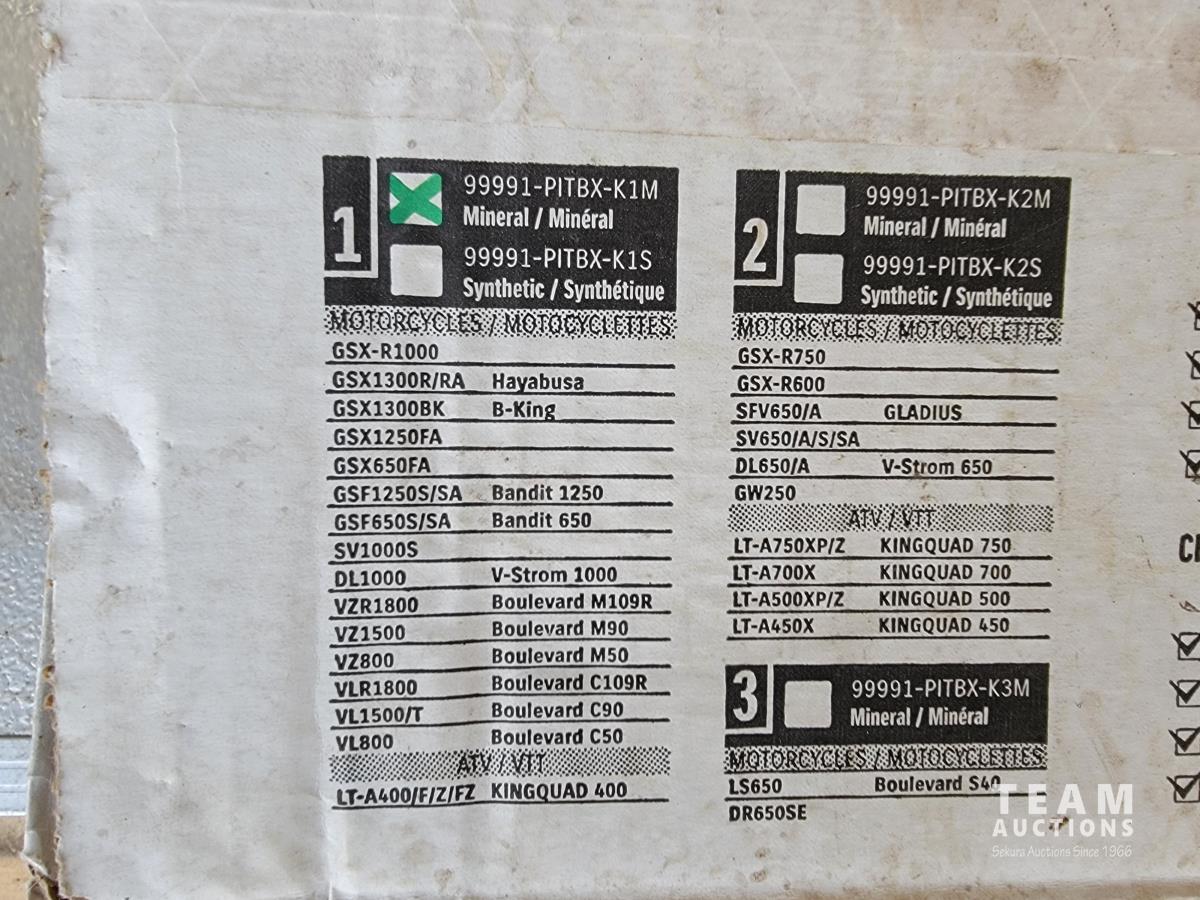 1
99991-PITBX-K1M
Mineral / Minéral
99991-PITBX-K1S
Synthetic / Synthétique
MOTORCYCLES / MOTOCYCLETTES
GSX-R1000
GSX1300R/RA Hayabusa
GSX1300BK B-King
GSX1250FA
GSX650FA
GSF1250S/SA Bandit 1250
GSF650S/SA Bandit 650
SV1000S
DL1000 V-Strom 1000
VZR1800 Boulevard M109R
VZ1500 Boulevard M90
VZ800 Boulevard M50
VLR1800 Boulevard C109R
VL1500/T Boulevard C90
VL800 Boulevard C50
ATV / VTT
LT-A400/F/Z/FZ KINGQUAD 400
2
99991-PITBX-K2M
Mineral / Minéral
99991-PITBX-K2S
Synthetic / Synthétique
MOTORCYCLES / MOTOCYCLETTES
GSX-R750
GSX-R600
SFV650/A GLADIUS
SV650/A/S/SA
DL650/A V-Strom 650
GW250
ATV / VTT
LT-A750XP/Z KINGQUAD 750
LT-A700X KINGQUAD 700
LT-A500XP/Z KINGQUAD 500
LT-A450X KINGQUAD 450
3
99991-PITBX-K3M
Mineral / Minéral
MOTORCYCLES / MOTOCYCLETTES
LS650 Boulevard S40
DR650SE
TEAM
AUCTIONS
Sekura Auctions Since 1966